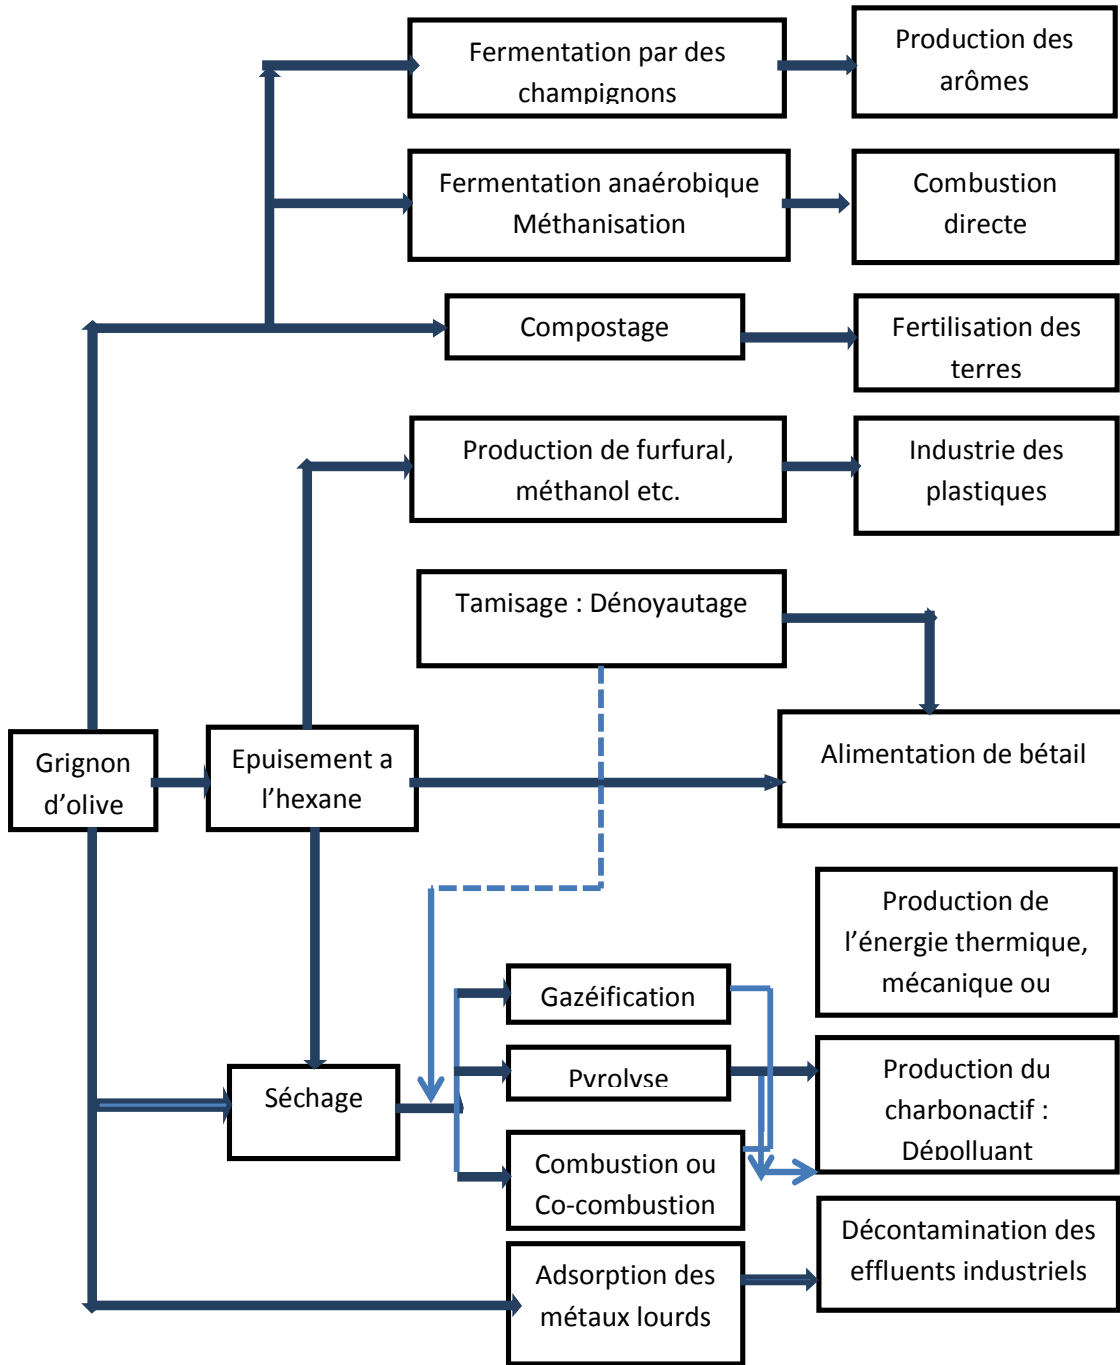 Fermentation par des
champignons
Production des
arômes
Fermentation anaérobique
Méthanisation
Combustion
directe
Compostage
Fertilisation des
terres
Production de furfural,
méthanol etc.
Industrie des
plastiques
Tamisage : Dénoyautage
Grignon
d’olive
Epuisement a
l’hexane
Alimentation de bétail
Production de
l’énergie thermique,
mécanique ou
Gazéification
Séchage
Pyrolyse
Production du
charbonactif :
Dépolluant
Combustion ou
Co-combustion
Décontamination des
effluents industriels
Adsorption des
métaux lourds